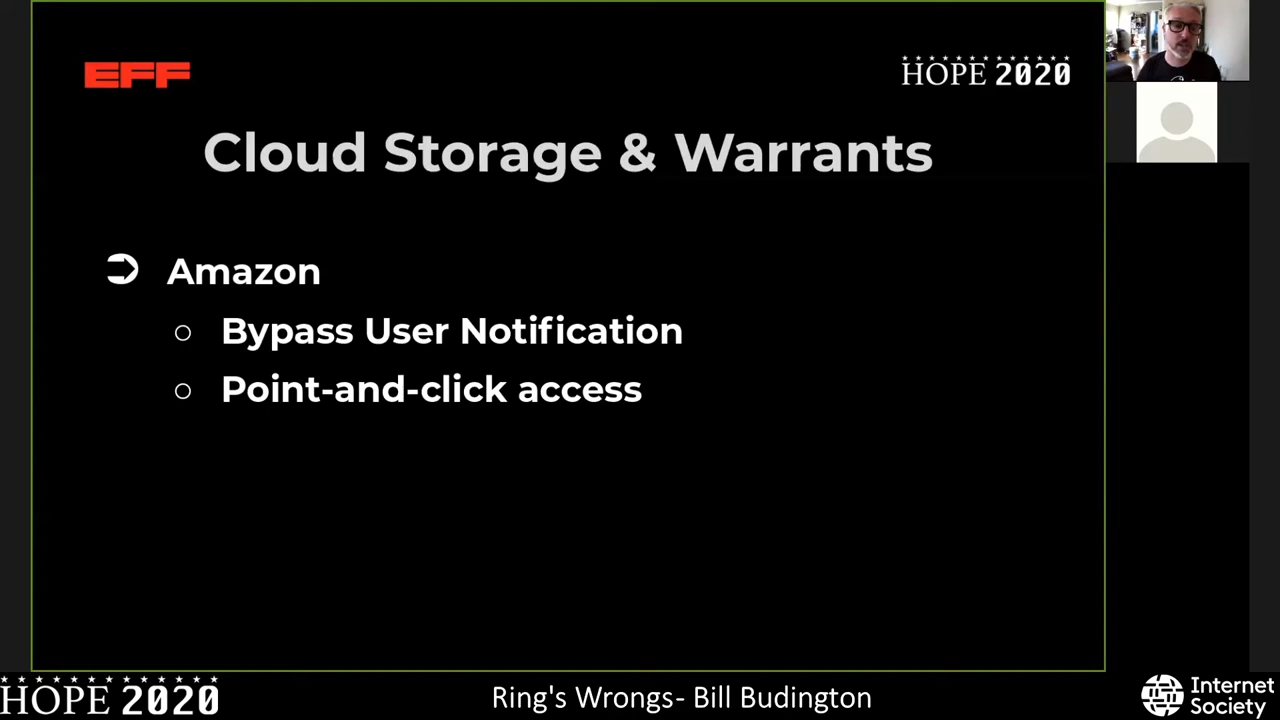 EFF
HOPE 2020
Cloud Storage & Warrants
Amazon
Bypass User Notification
Point-and-click access
HOPE 2020
Ring's Wrongs- Bill Budington
Internet
Society